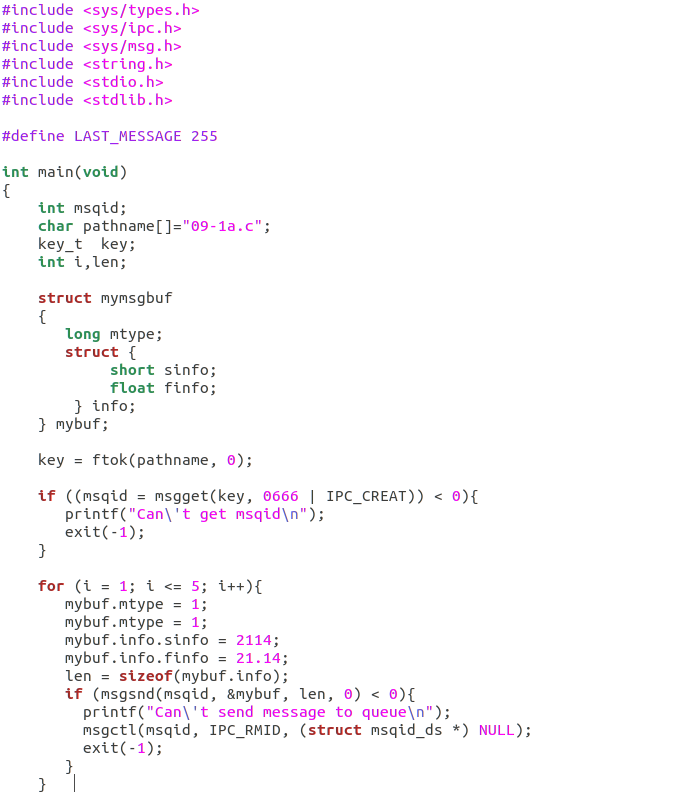 #include <sys/types.h>
#include <sys/ipc.h>
#include <sys/msg.h>
#include <string.h>
#include <stdio.h>
#include <stdlib.h>

#define LAST_MESSAGE 255

int main(void)
{
    int msqid;
    char pathname[]="09-1a.c";
    key_t  key;
    int i,len;

    struct mymsgbuf
    {
       long mtype;
       struct {
            short sinfo;
            float finfo;
        } info;
    } mybuf;

    key = ftok(pathname, 0);

    if ((msqid = msgget(key, 0666 | IPC_CREAT)) < 0){
       printf("Can\'t get msqid\n");
       exit(-1);
    }

    for (i = 1; i <= 5; i++){
       mybuf.mtype = 1;
       mybuf.mtype = 1;
       mybuf.info.sinfo = 2114;
       mybuf.info.finfo = 21.14;
       len = sizeof(mybuf.info);
       if (msgsnd(msqid, &mybuf, len, 0) < 0){
         printf("Can\'t send message to queue\n");
         msgctl(msqid, IPC_RMID, (struct msqid_ds *) NULL);
         exit(-1);
       }
    }